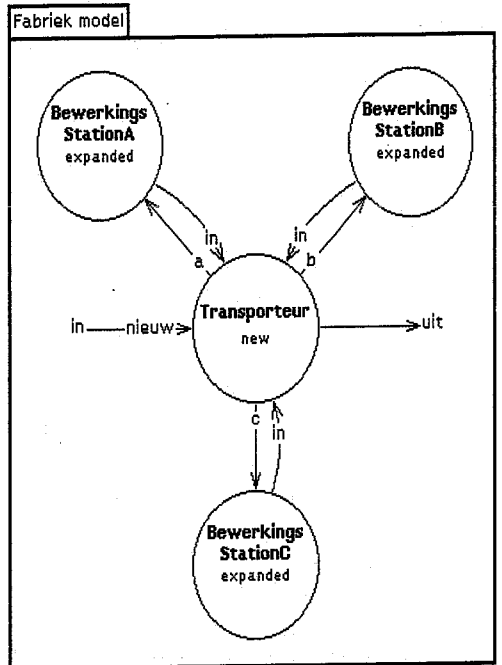 Fabriek model
Bewerkings
StationA
expanded
Bewerkings
StationB
expanded
in
in
a
b
Transporteur
new
in
nieuw
uit
c
in
Bewerkings
StationC
expanded